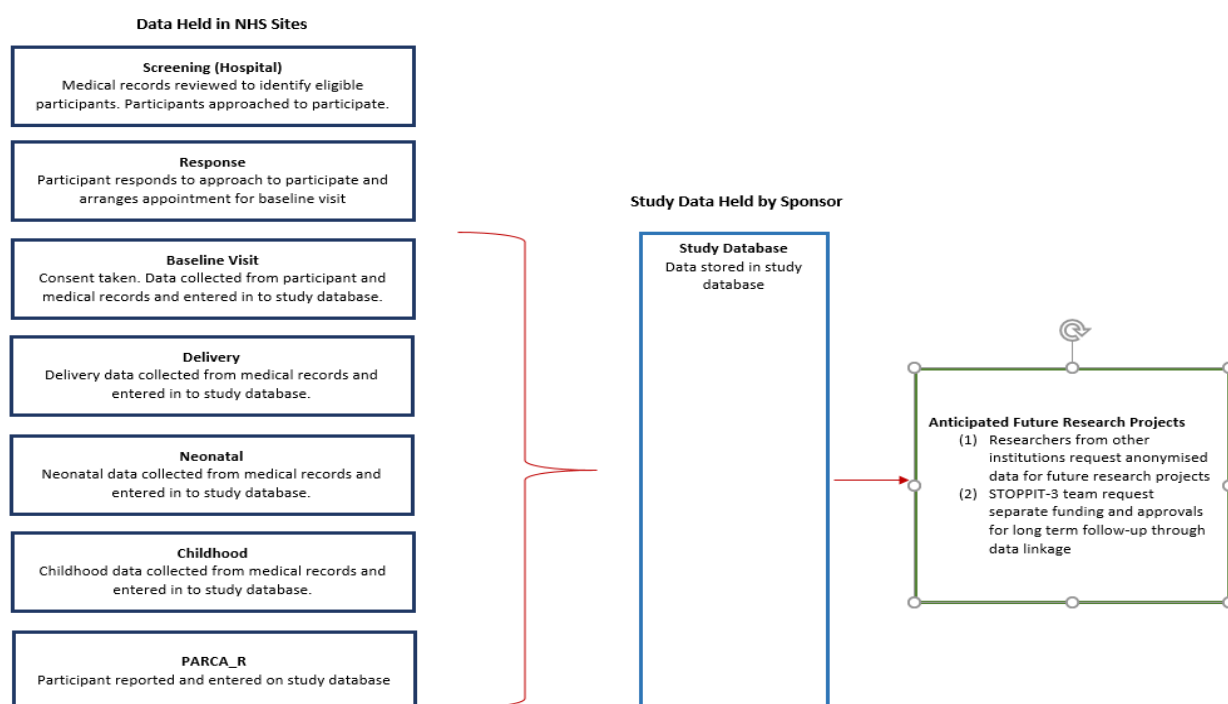 Data Held in NHS Sites
Screening (Hospital)
Medical records reviewed to identify eligible
participants. Participants approached to participate.
Response
Participant responds to approach to participate and
arranges appointment for baseline visit
Baseline Visit
Consent taken. Data collected from participant and
medical records and entered in to study database.
Delivery
Delivery data collected from medical records and
entered in to study database.
Neonatal
Neonatal data collected from medical records and
entered in to study database.
Childhood
Childhood data collected from medical records and
entered in to study database.
PARCA_R
Participant reported and entered on study database
Study Data Held by Sponsor
Study Database
Data stored in study
database
Anticipated Future Research Projects
(1) Researchers from other
institutions request anonymised
data for future research projects
(2) STOPPIT-3 team request
separate funding and approvals
for long term follow-up through
data linkage